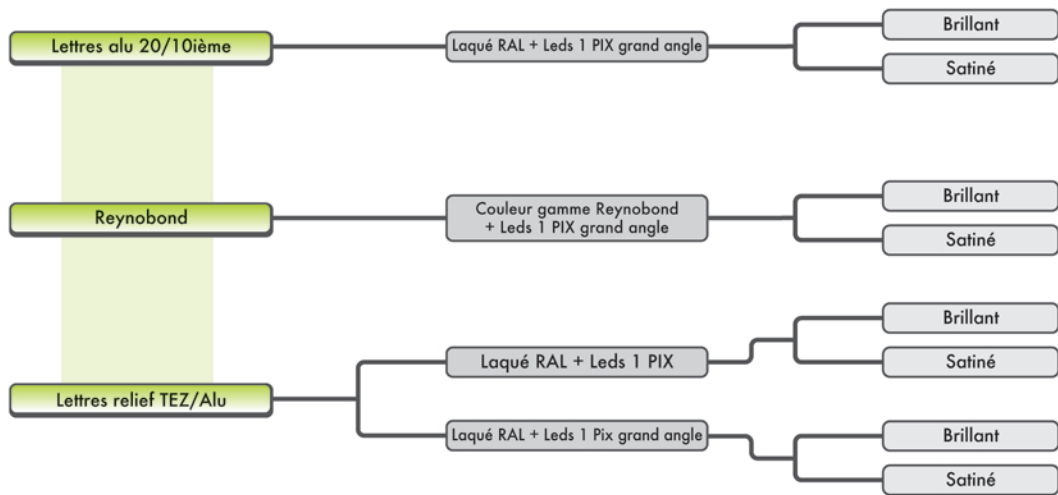 Lettres alu 20/10ième
Laqué RAL + Leds 1 PIX grand angle
Brillant
Satiné
Reynobond
Couleur gamme Reynobond
+ Leds 1 PIX grand angle
Brillant
Satiné
Lettres relief TEZ/Alu
Laqué RAL + Leds 1 PIX
Brillant
Satiné
Laqué RAL + Leds 1 Pix grand angle
Brillant
Satiné